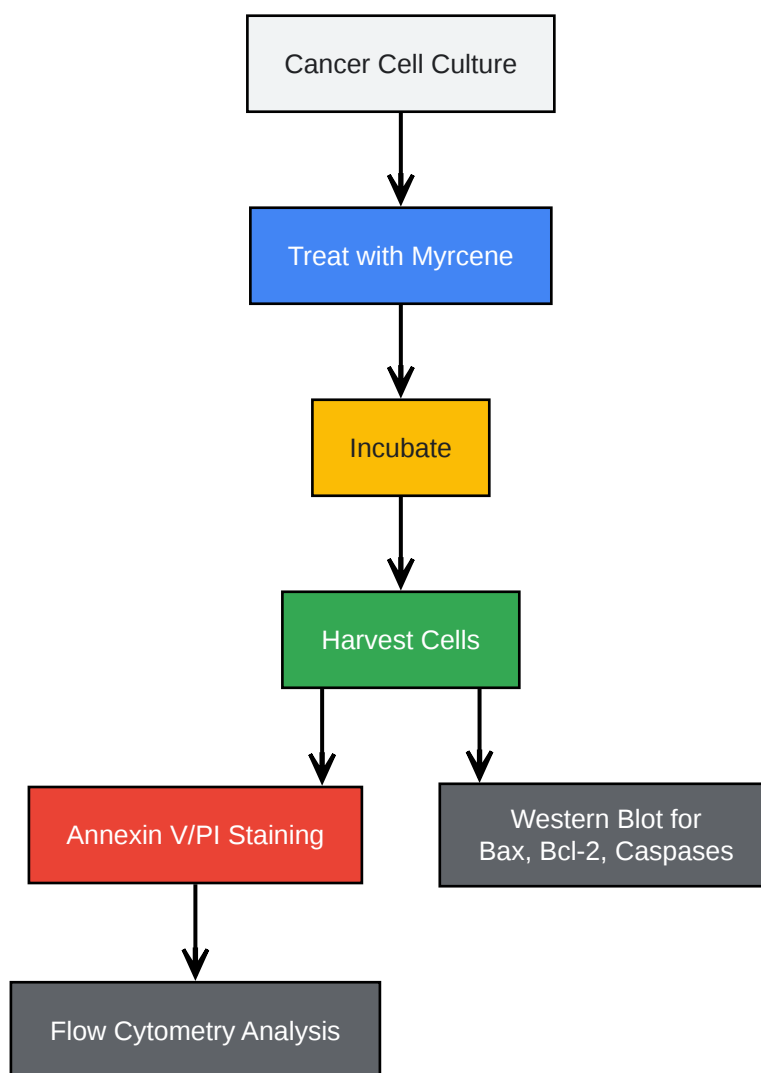 Cancer Cell Culture
Treat with Myrcene
Incubate
Harvest Cells
Annexin V/PI Staining
Western Blot for
Bax, Bcl-2, Caspases
Flow Cytometry Analysis